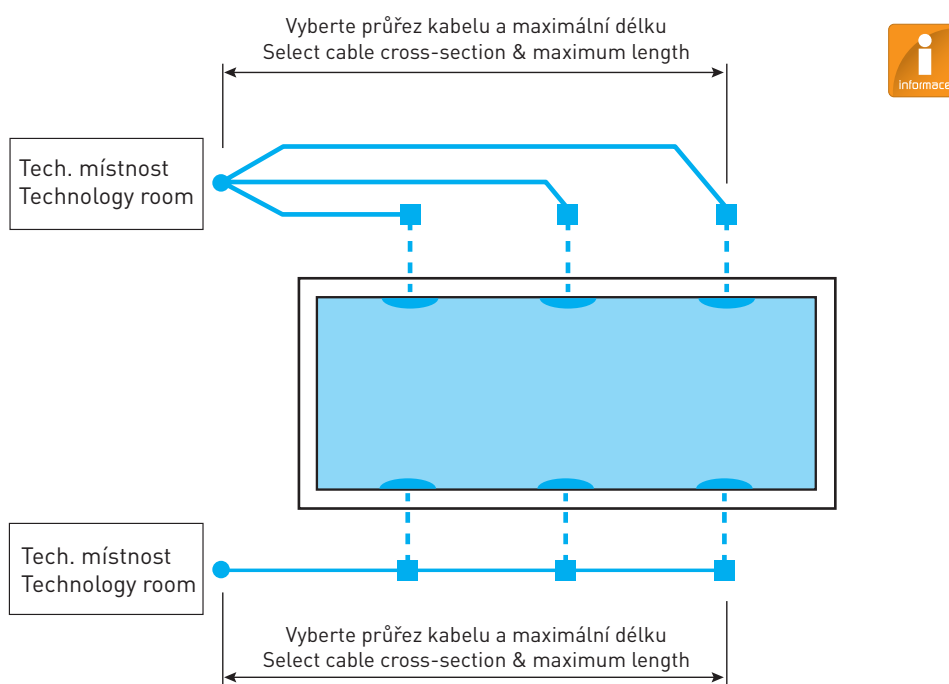 Vyberte průřez kabelu a maximální délku
Select cable cross-section & maximum length
informace
Tech. místnost
Technology room
Tech. místnost
Technology room
Vyberte průřez kabelu a maximální délku
Select cable cross-section & maximum length